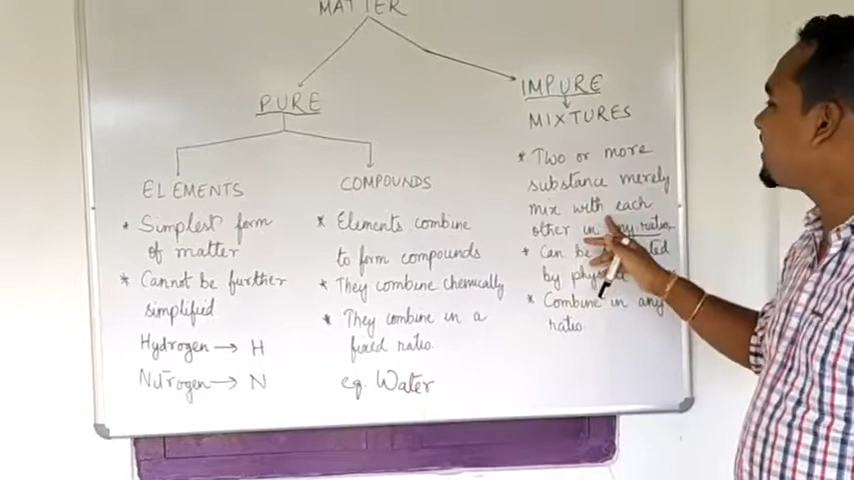 MATTER
PURE
IMPURE
MIXTURES
ELEMENTS
* Simplest form
of matter
* Cannot be further
simplified
Hydrogen → H
Nitrogen → N
COMPOUNDS
* Elements combine
to form compounds
* They combine chemically
* They combine in a
fixed ratio.
eg. Water
* Two or more
substance merely
mix with each
other in any ratio
* Can be
by
* Combine in any
ratio